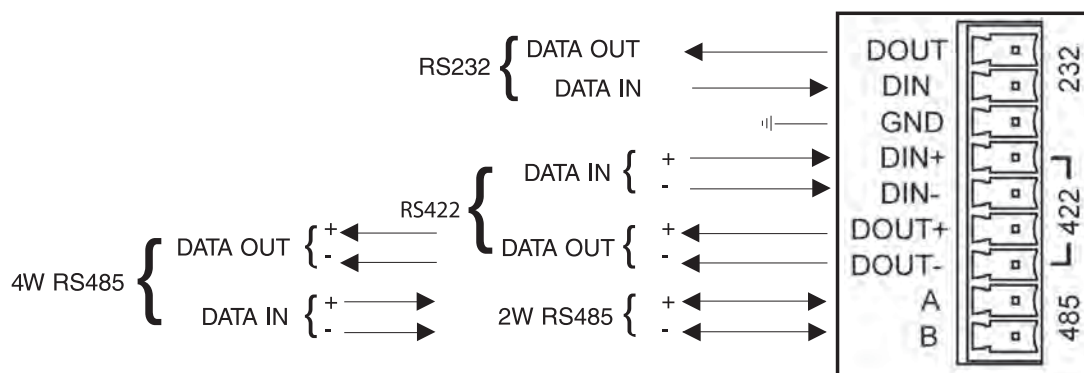 RS232 { DATA OUT DOUT
DATA IN DIN
GND
232
RS422 { DATA IN { + DIN+
- DIN-
DATA OUT { + DOUT+
- DOUT-
422
4W RS485 { DATA OUT { +
-
DATA IN { +
-
2W RS485 { + A
- B
485